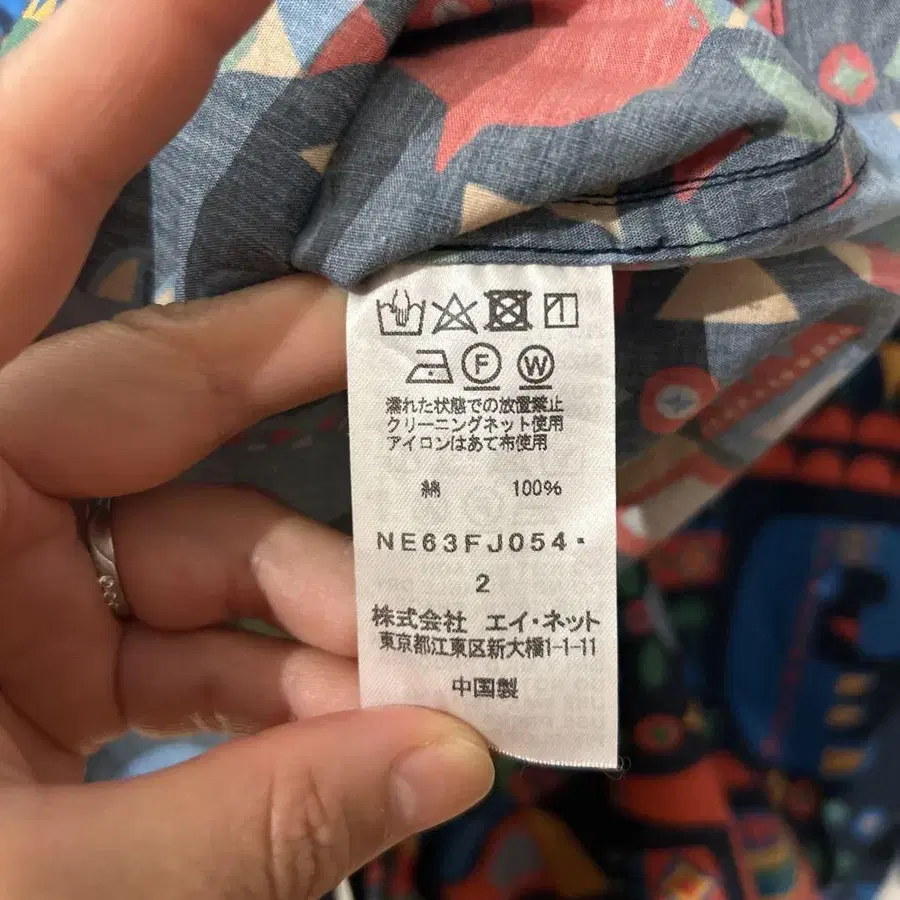 F W
濡れた状態での放置禁止
クリーニングネット使用
アイロンはあて布使用
綿 100%
NE63FJ054・
2
株式会社 エイ・ネット
東京都江東区新大橋1-1-11
中国製